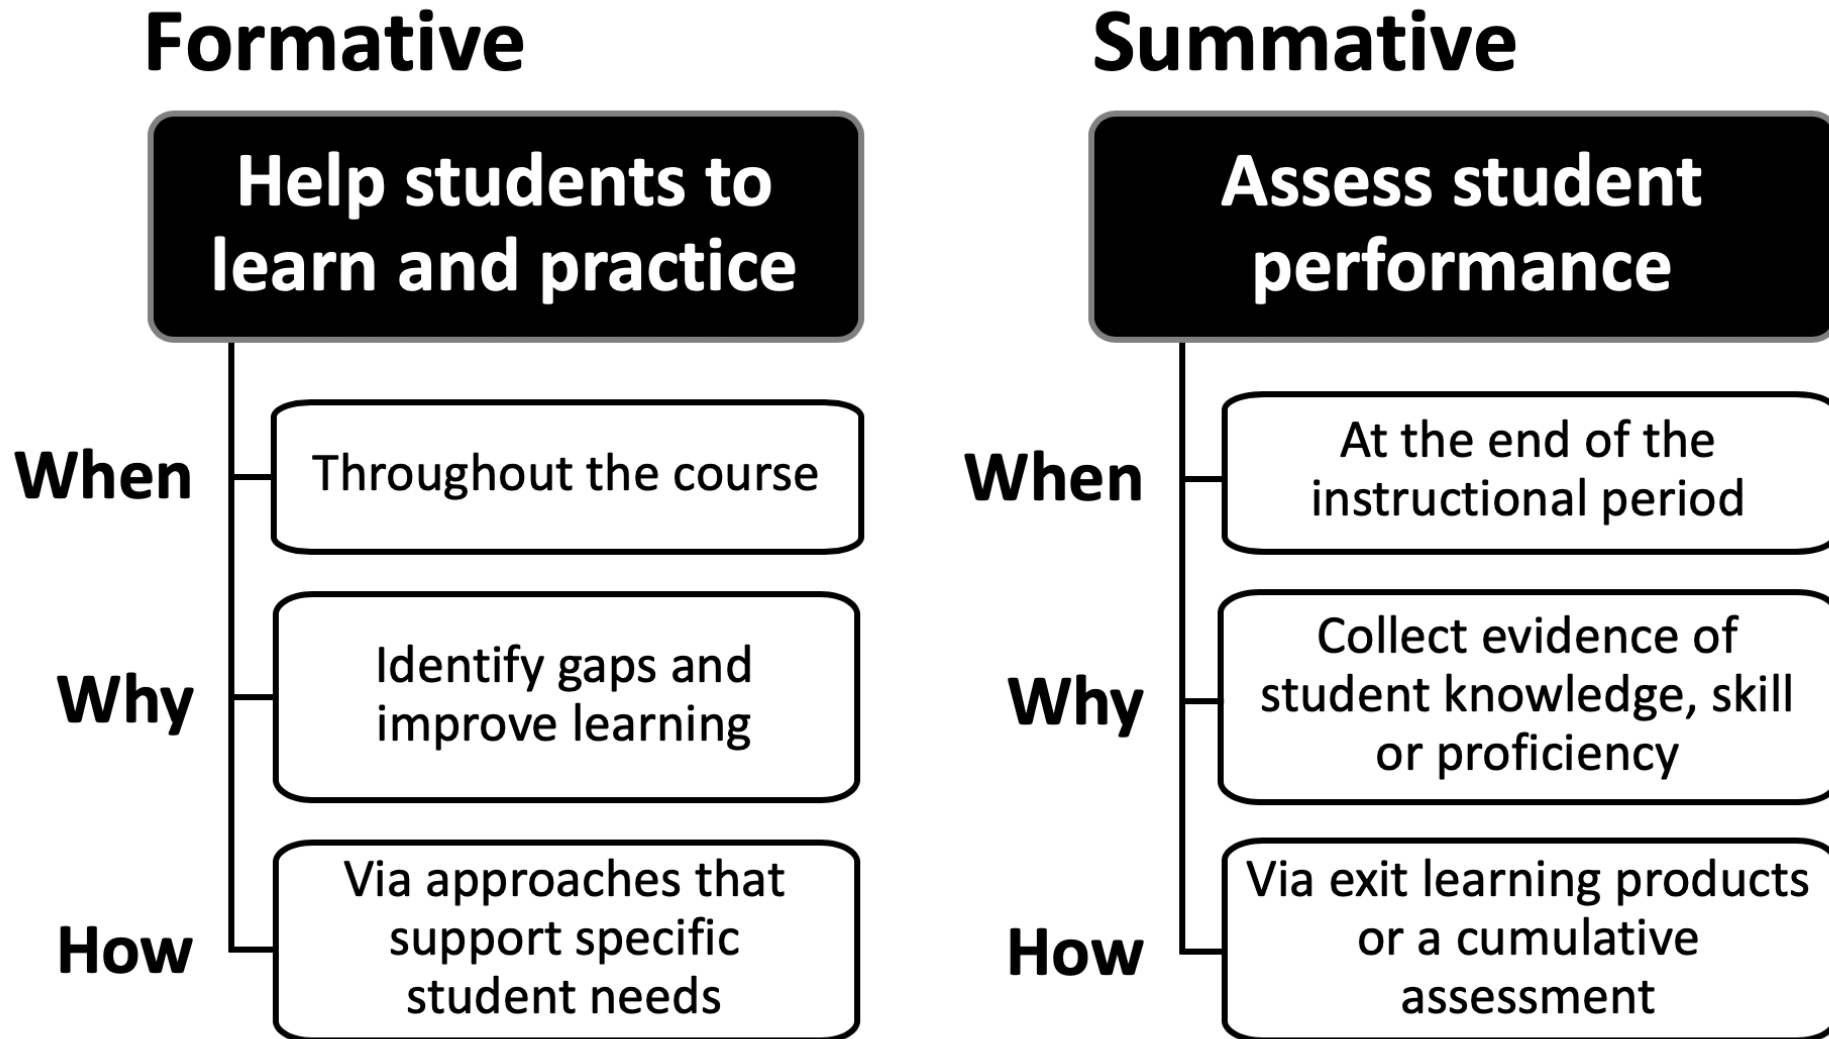 Formative
Help students to
learn and practice
When
Throughout the course
Why
Identify gaps and
improve learning
How
Via approaches that
support specific
student needs
Summative
Assess student
performance
When
At the end of the
instructional period
Why
Collect evidence of
student knowledge, skill
or proficiency
How
Via exit learning products
or a cumulative
assessment